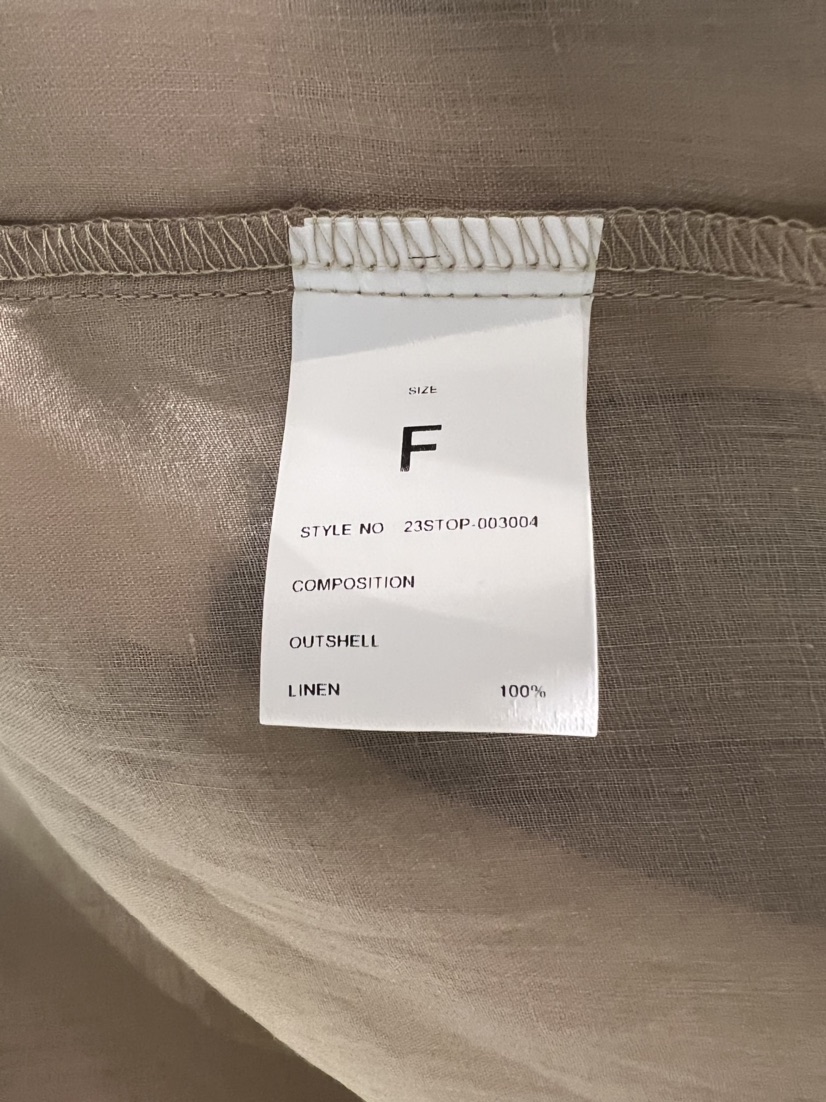 SIZE
F
STYLE NO 23STOP-003004
COMPOSITION
OUTSHELL
LINEN 100%